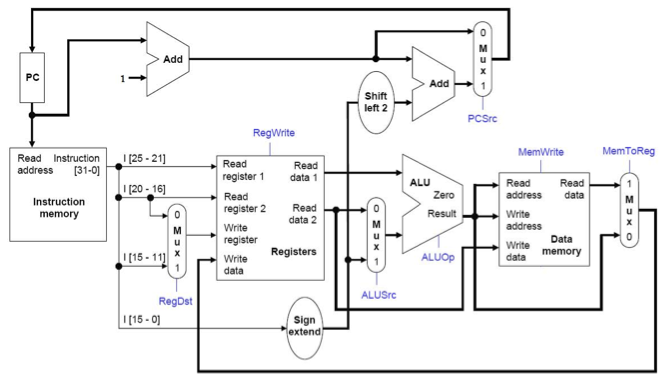 0
M
u
x
1
PCSrc
Add
1
PC
Add
Shift
left 2
RegWrite
MemWrite
MemToReg
Read
address
Instruction
[31-0]
Instruction
memory
I [25 - 21]
I [20 - 16]
I [15 - 11]
I [15 - 0]
0
M
u
x
1
RegDst
Read
register 1
Read
register 2
Write
register
Write
data
Read
data 1
Read
data 2
Registers
Sign
extend
0
M
u
x
1
ALUSrc
ALU
Zero
Result
ALUOp
Read
address
Write
address
Write
data
Read
data
Data
memory
1
M
u
x
0